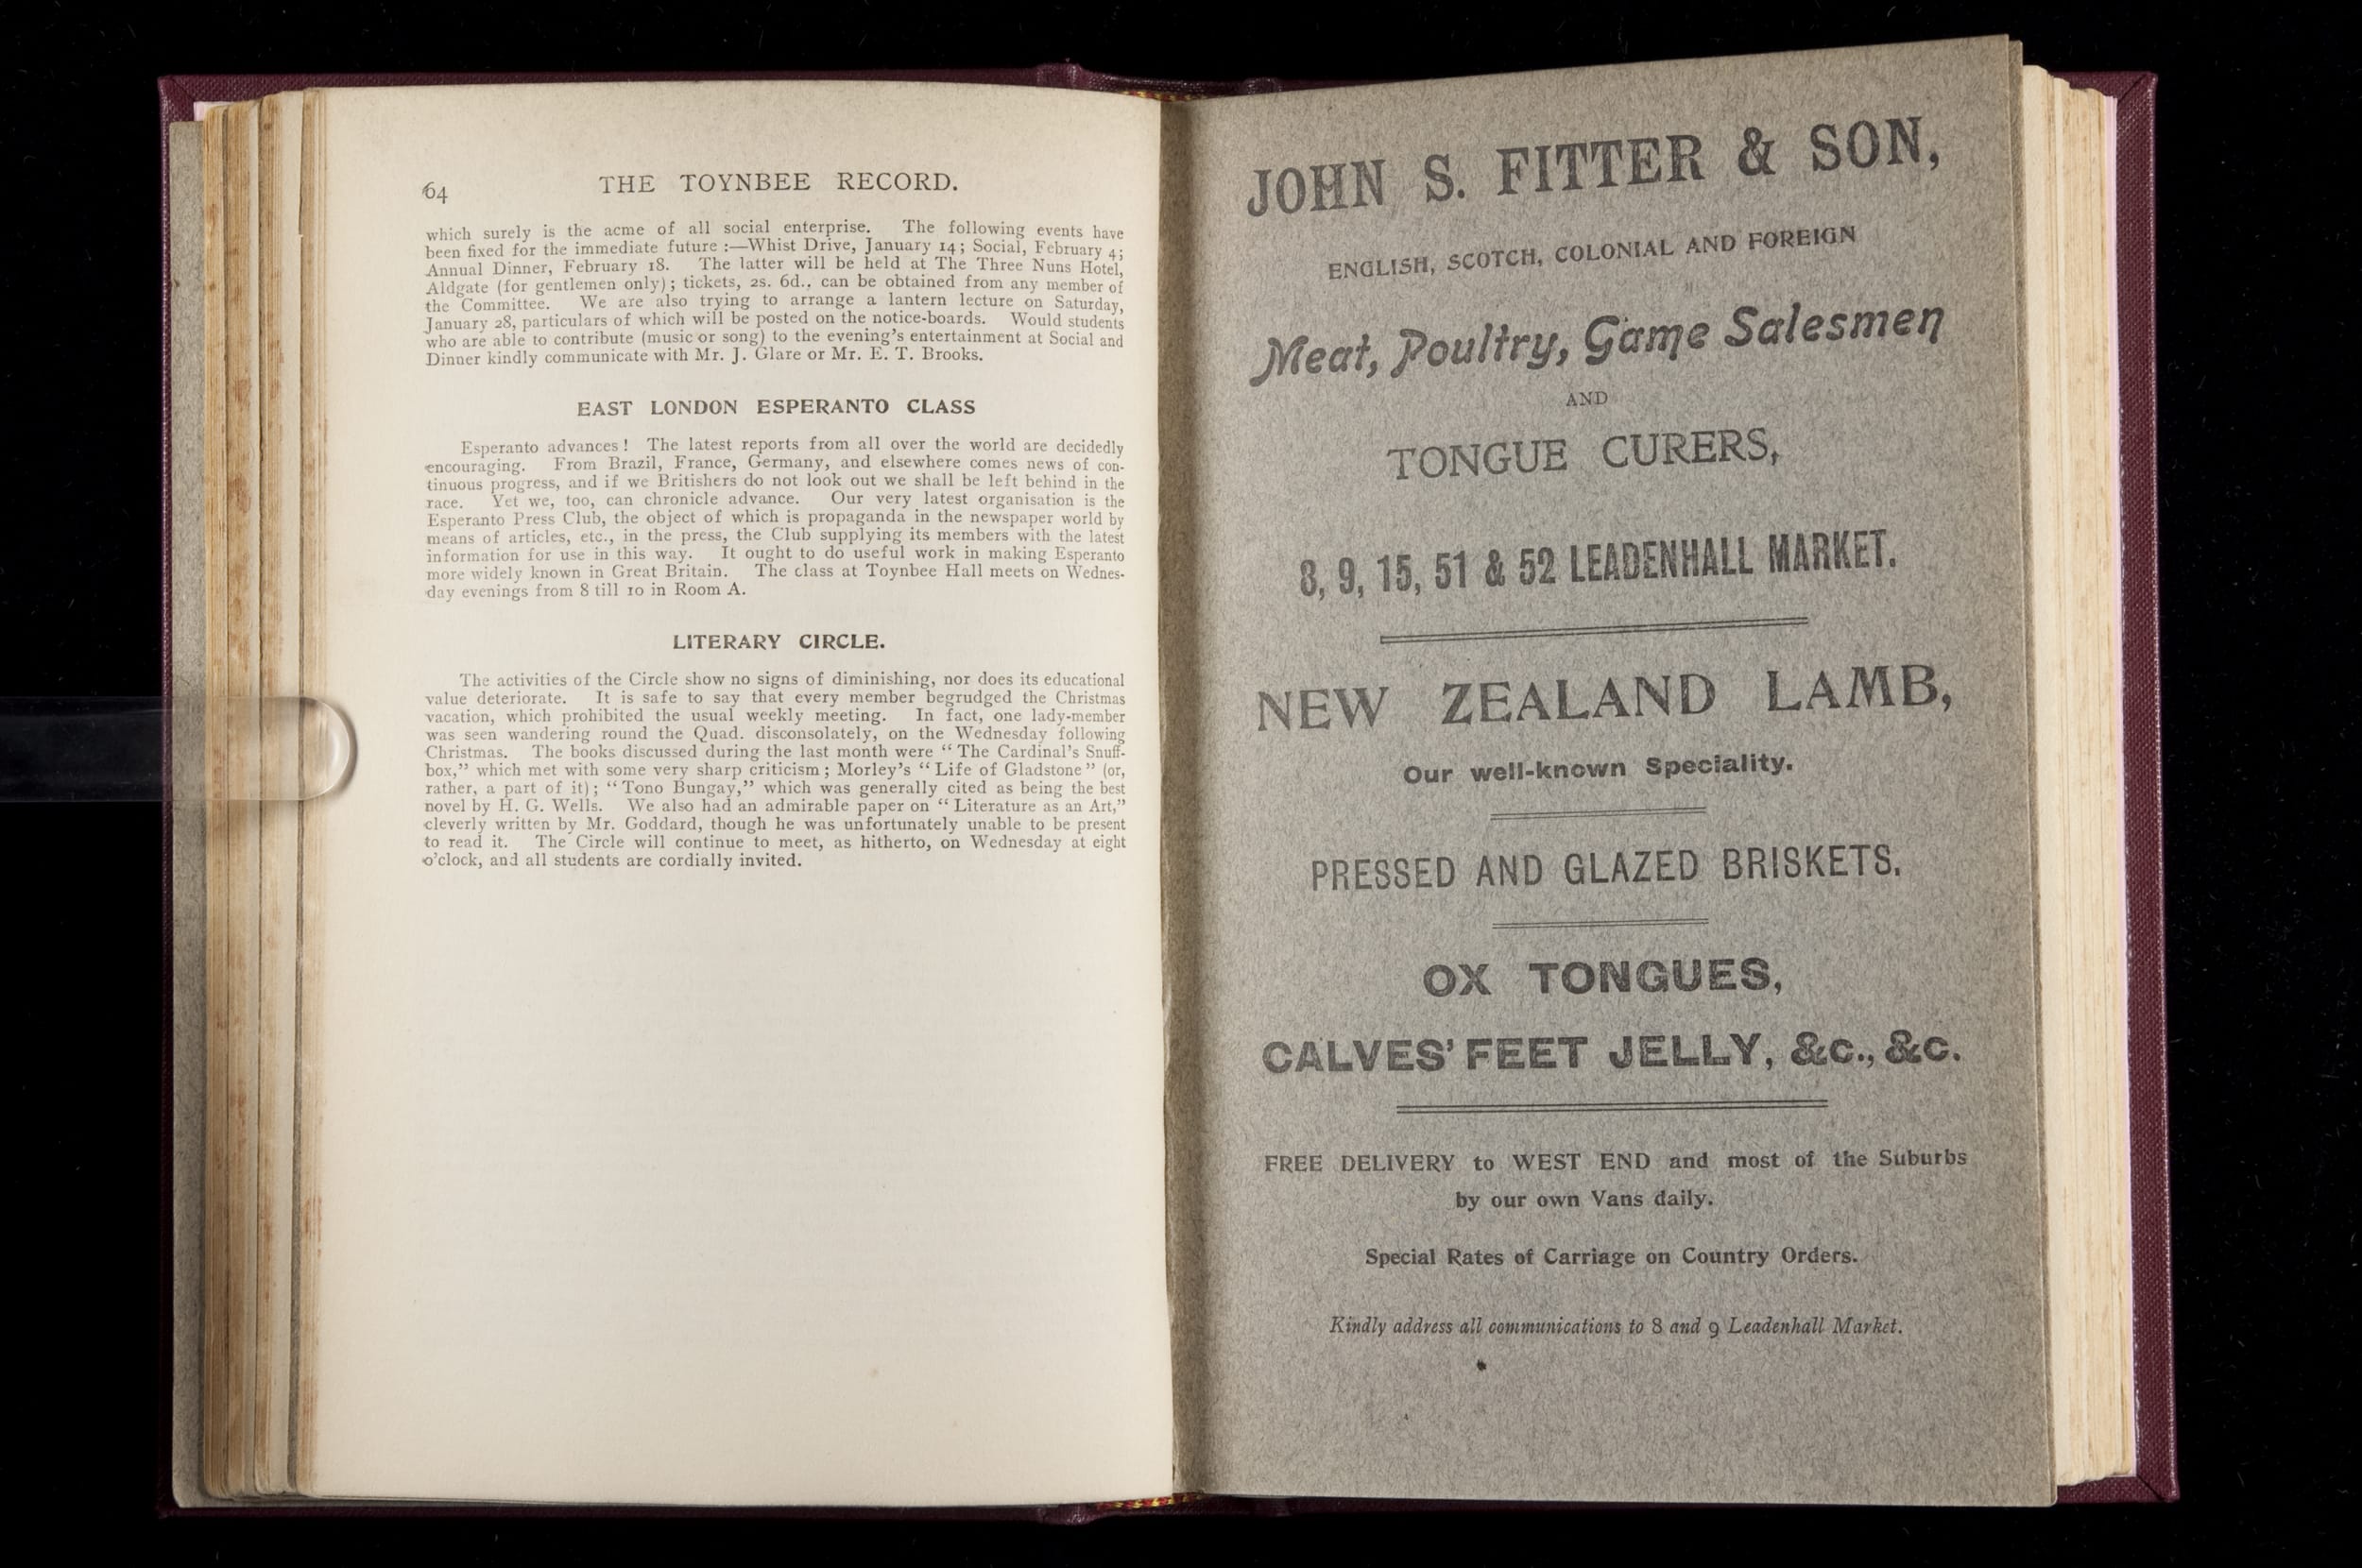 64
THE TOYNBEE RECORD.
which surely is the acme of all social enterprise. The following events have
been fixed for the immediate future :—Whist Drive, January 14; Social, February 4;
Annual Dinner, February 18. The latter will be held at The Three Nuns Hotel,
Aldgate (for gentlemen only); tickets, 2s. 6d., can be obtained from any member of
the Committee. We are also trying to arrange a lantern lecture on Saturday,
January 28, particulars of which will be posted on the notice-boards. Would students
who are able to contribute (music or song) to the evening's entertainment at Social and
Dinner kindly communicate with Mr. J. Glare or Mr. E. T. Brooks.
EAST LONDON ESPERANTO CLASS
Esperanto advances! The latest reports from all over the world are decidedly
encouraging. From Brazil, France, Germany, and elsewhere comes news of con-
tinuous progress, and if we Britishers do not look out we shall be left behind in the
race. Yet we, too, can chronicle advance. Our very latest organisation is the
Esperanto Press Club, the object of which is propaganda in the newspaper world by
means of articles, etc., in the press, the Club supplying its members with the latest
information for use in this way. It ought to do useful work in making Esperanto
more widely known in Great Britain. The class at Toynbee Hall meets on Wednes-
day evenings from 8 till 10 in Room A.
LITERARY CIRCLE.
The activities of the Circle show no signs of diminishing, nor does its educational
value deteriorate. It is safe to say that every member begrudged the Christmas
vacation, which prohibited the usual weekly meeting. In fact, one lady-member
was seen wandering round the Quad. disconsolately, on the Wednesday following
Christmas. The books discussed during the last month were "The Cardinal's Snuff-
box," which met with some very sharp criticism; Morley's "Life of Gladstone" (or,
rather, a part of it); "Tono Bungay," which was generally cited as being the best
novel by H. G. Wells. We also had an admirable paper on "Literature as an Art,"
cleverly written by Mr. Goddard, though he was unfortunately unable to be present
to read it. The Circle will continue to meet, as hitherto, on Wednesday at eight
o'clock, and all students are cordially invited.
JOHN S. FITTER & SON,
ENGLISH, SCOTCH, COLONIAL AND FOREIGN
Meat, Poultry, Game Salesmen
AND
TONGUE CURERS,
8, 9, 15, 51 & 52 LEADENHALL MARKET.
NEW ZEALAND LAMB,
Our well-known Speciality.
PRESSED AND GLAZED BRISKETS.
OX TONGUES,
CALVES' FEET JELLY, &c., &c.
FREE DELIVERY to WEST END and most of the Suburbs
by our own Vans daily.
Special Rates of Carriage on Country Orders.
Kindly address all communications to 8 and 9 Leadenhall Market.